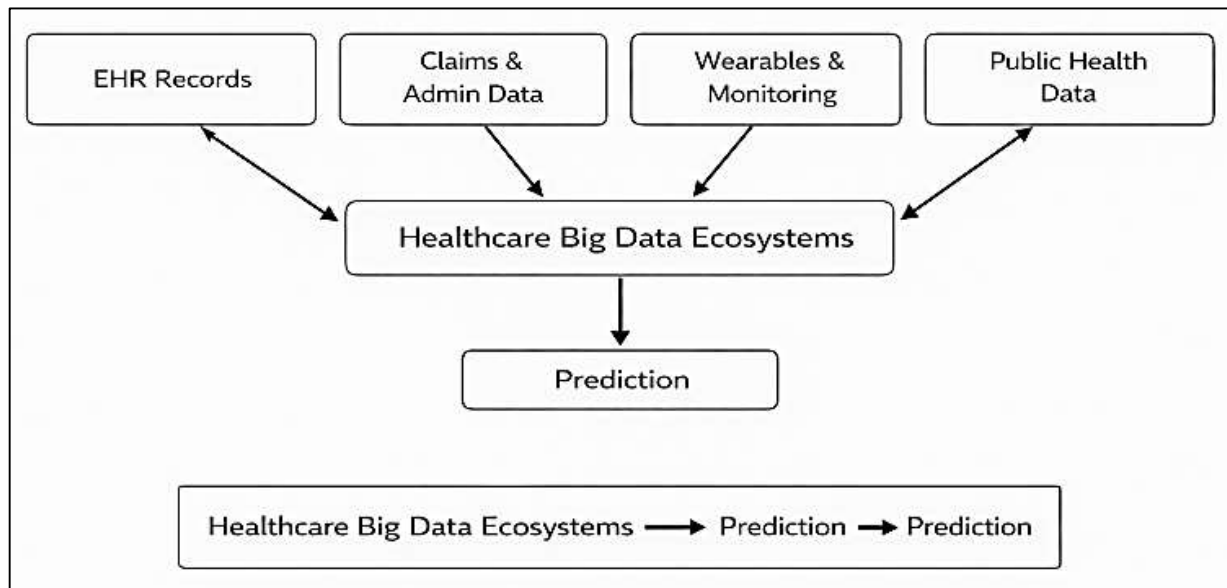 EHR Records
Claims &
Admin Data
Wearables &
Monitoring
Public Health
Data
Healthcare Big Data Ecosystems
Prediction
Healthcare Big Data Ecosystems → Prediction → Prediction